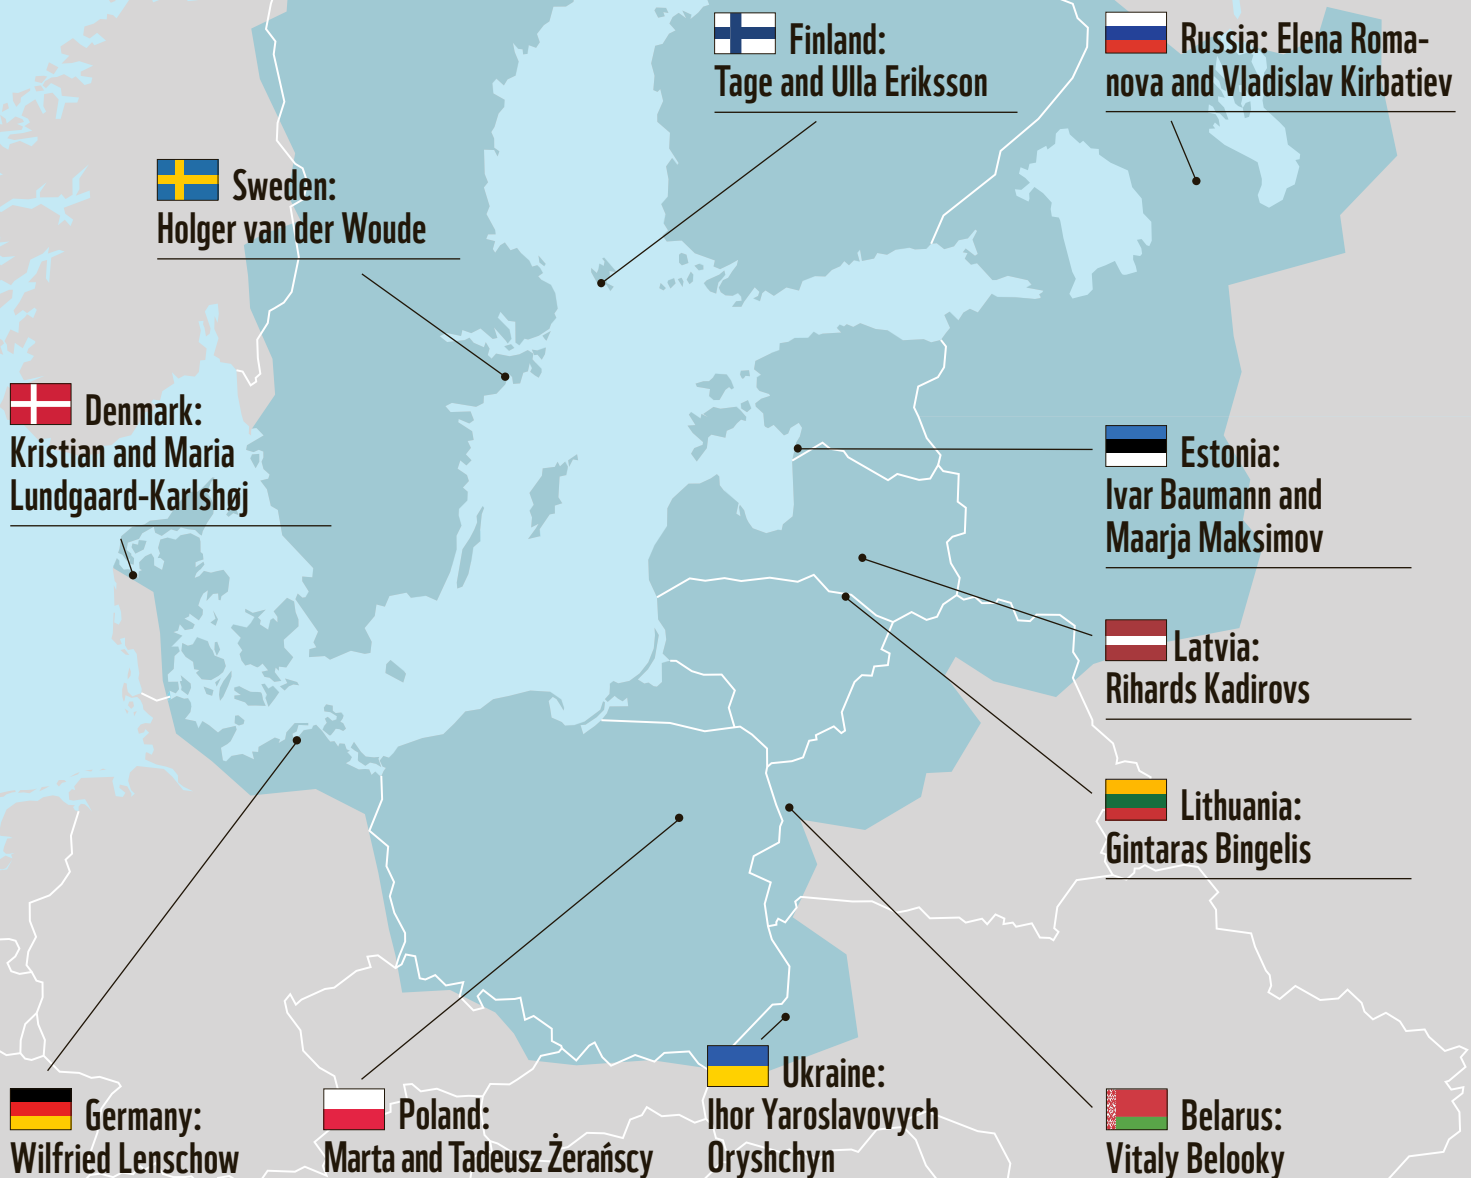 Finland:
Tage and Ulla Eriksson
Russia: Elena Roma-
nova and Vladislav Kirbatiev
Sweden:
Holger van der Woude
Denmark:
Kristian and Maria
Lundgaard-Karlshøj
Estonia:
Ivar Baumann and
Maarja Maksimov
Latvia:
Rihards Kadirovs
Lithuania:
Gintaras Bingelis
Germany:
Wilfried Lenschow
Poland:
Marta and Tadeusz Żerańscy
Ukraine:
Ihor Yaroslavovych
Oryshchyn
Belarus:
Vitaly Belooky